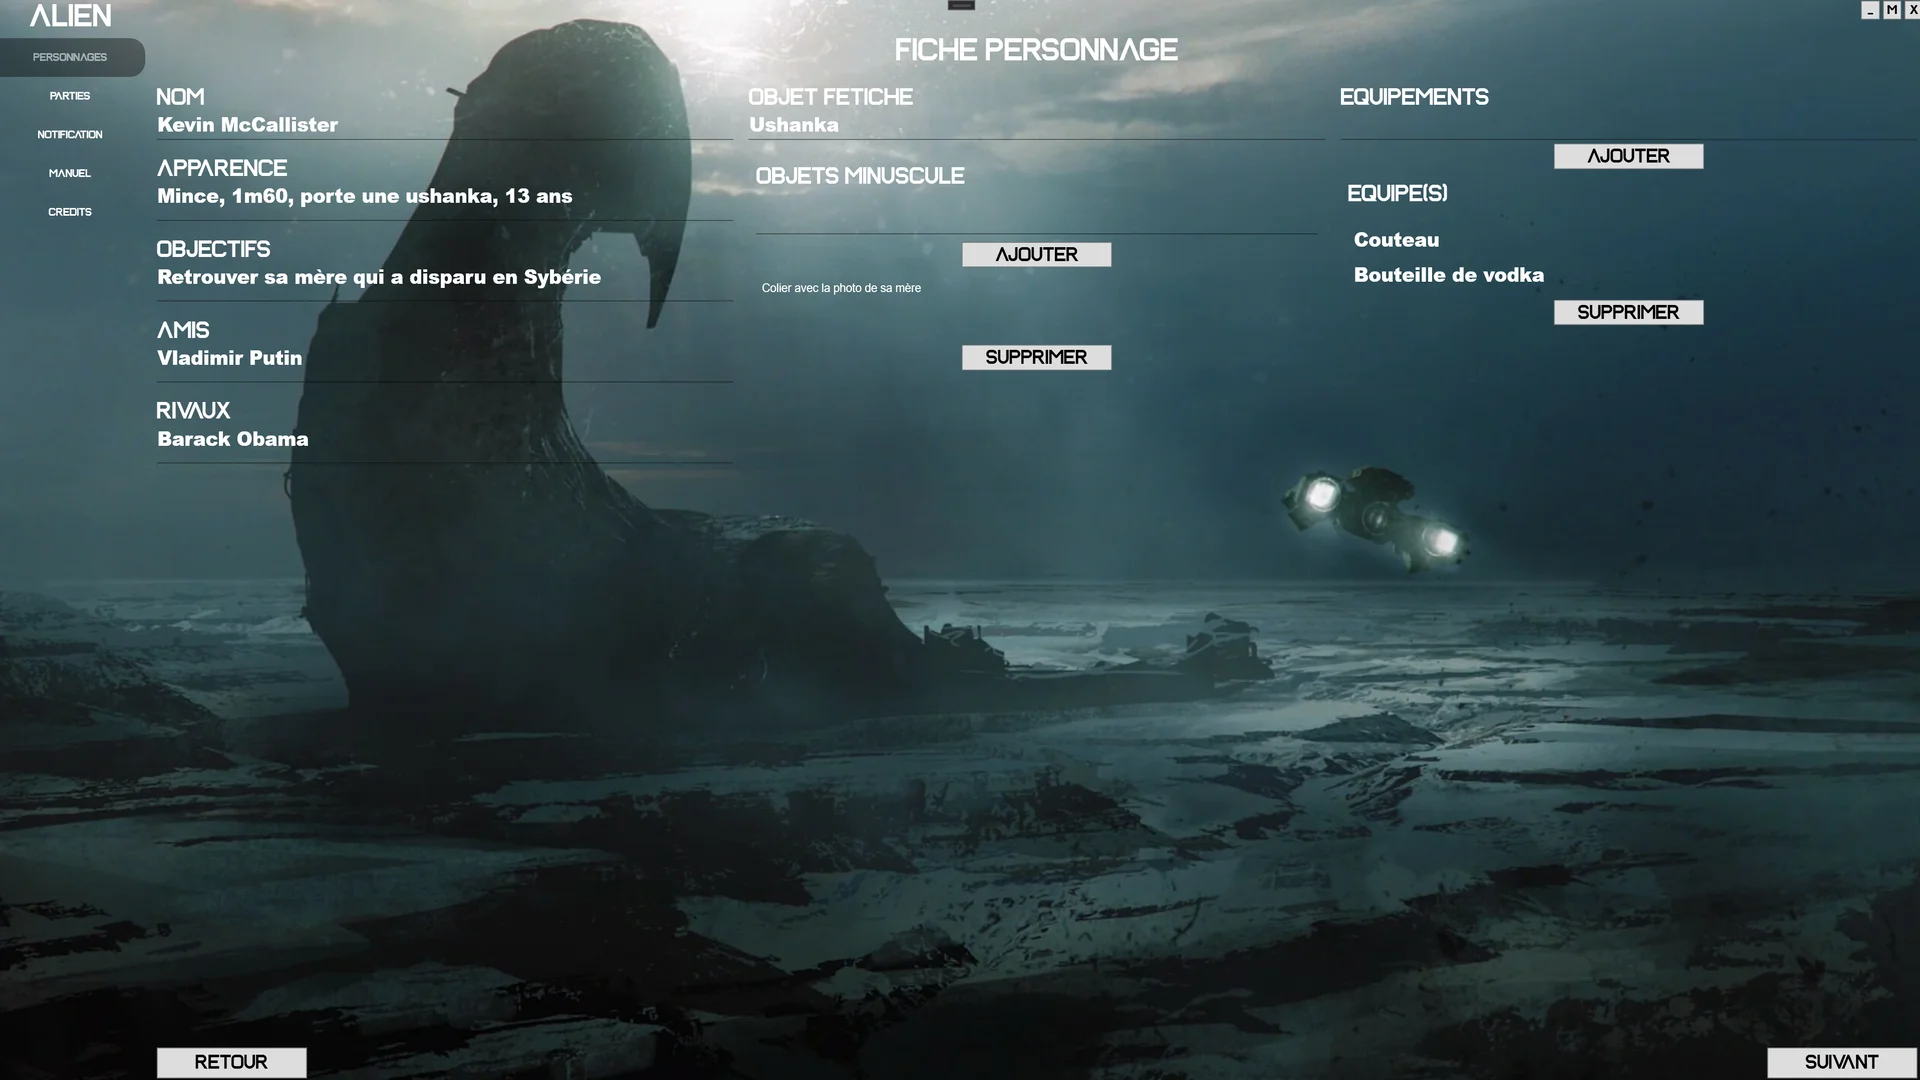 ALIEN
_ M X
FICHE PERSONNAGE
PERSONNAGES
PARTIES
NOTIFICATION
MANUEL
CREDITS
NOM
Kevin McCallister
APPARENCE
Mince, 1m60, porte une ushanka, 13 ans
OBJECTIFS
Retrouver sa mère qui a disparu en Sybérie
AMIS
Vladimir Putin
RIVAUX
Barack Obama
OBJET FETICHE
Ushanka
OBJETS MINUSCULE
AJOUTER
Colier avec la photo de sa mère
SUPPRIMER
EQUIPEMENTS
AJOUTER
EQUIPE(S)
Couteau
Bouteille de vodka
SUPPRIMER
RETOUR
SUIVANT